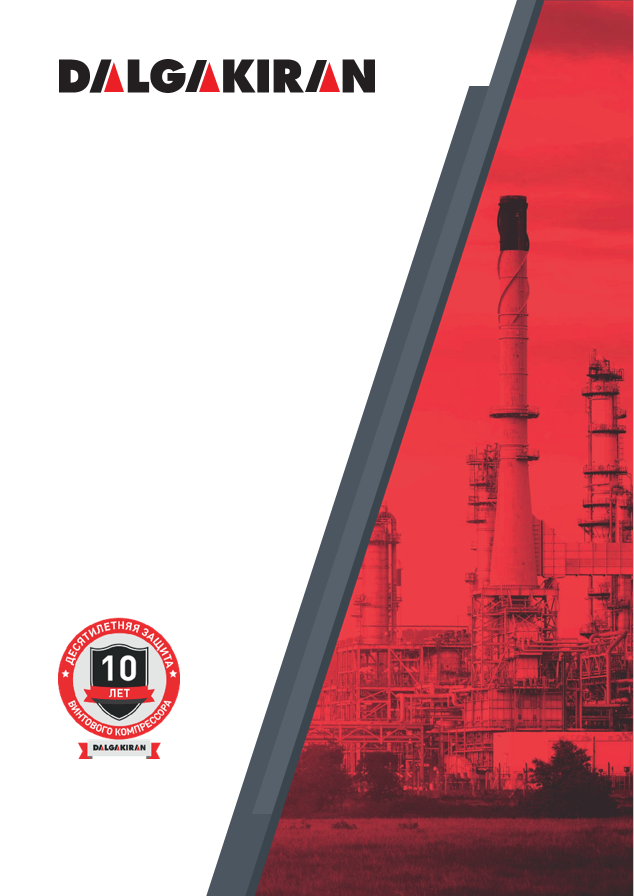 DALGAKIRAN
ДЕСЯТИЛЕТНЯЯ ЗАЩИТА
10
ЛЕТ
ВИНТОВОГО КОМПРЕССОРА
DALGAKIRAN